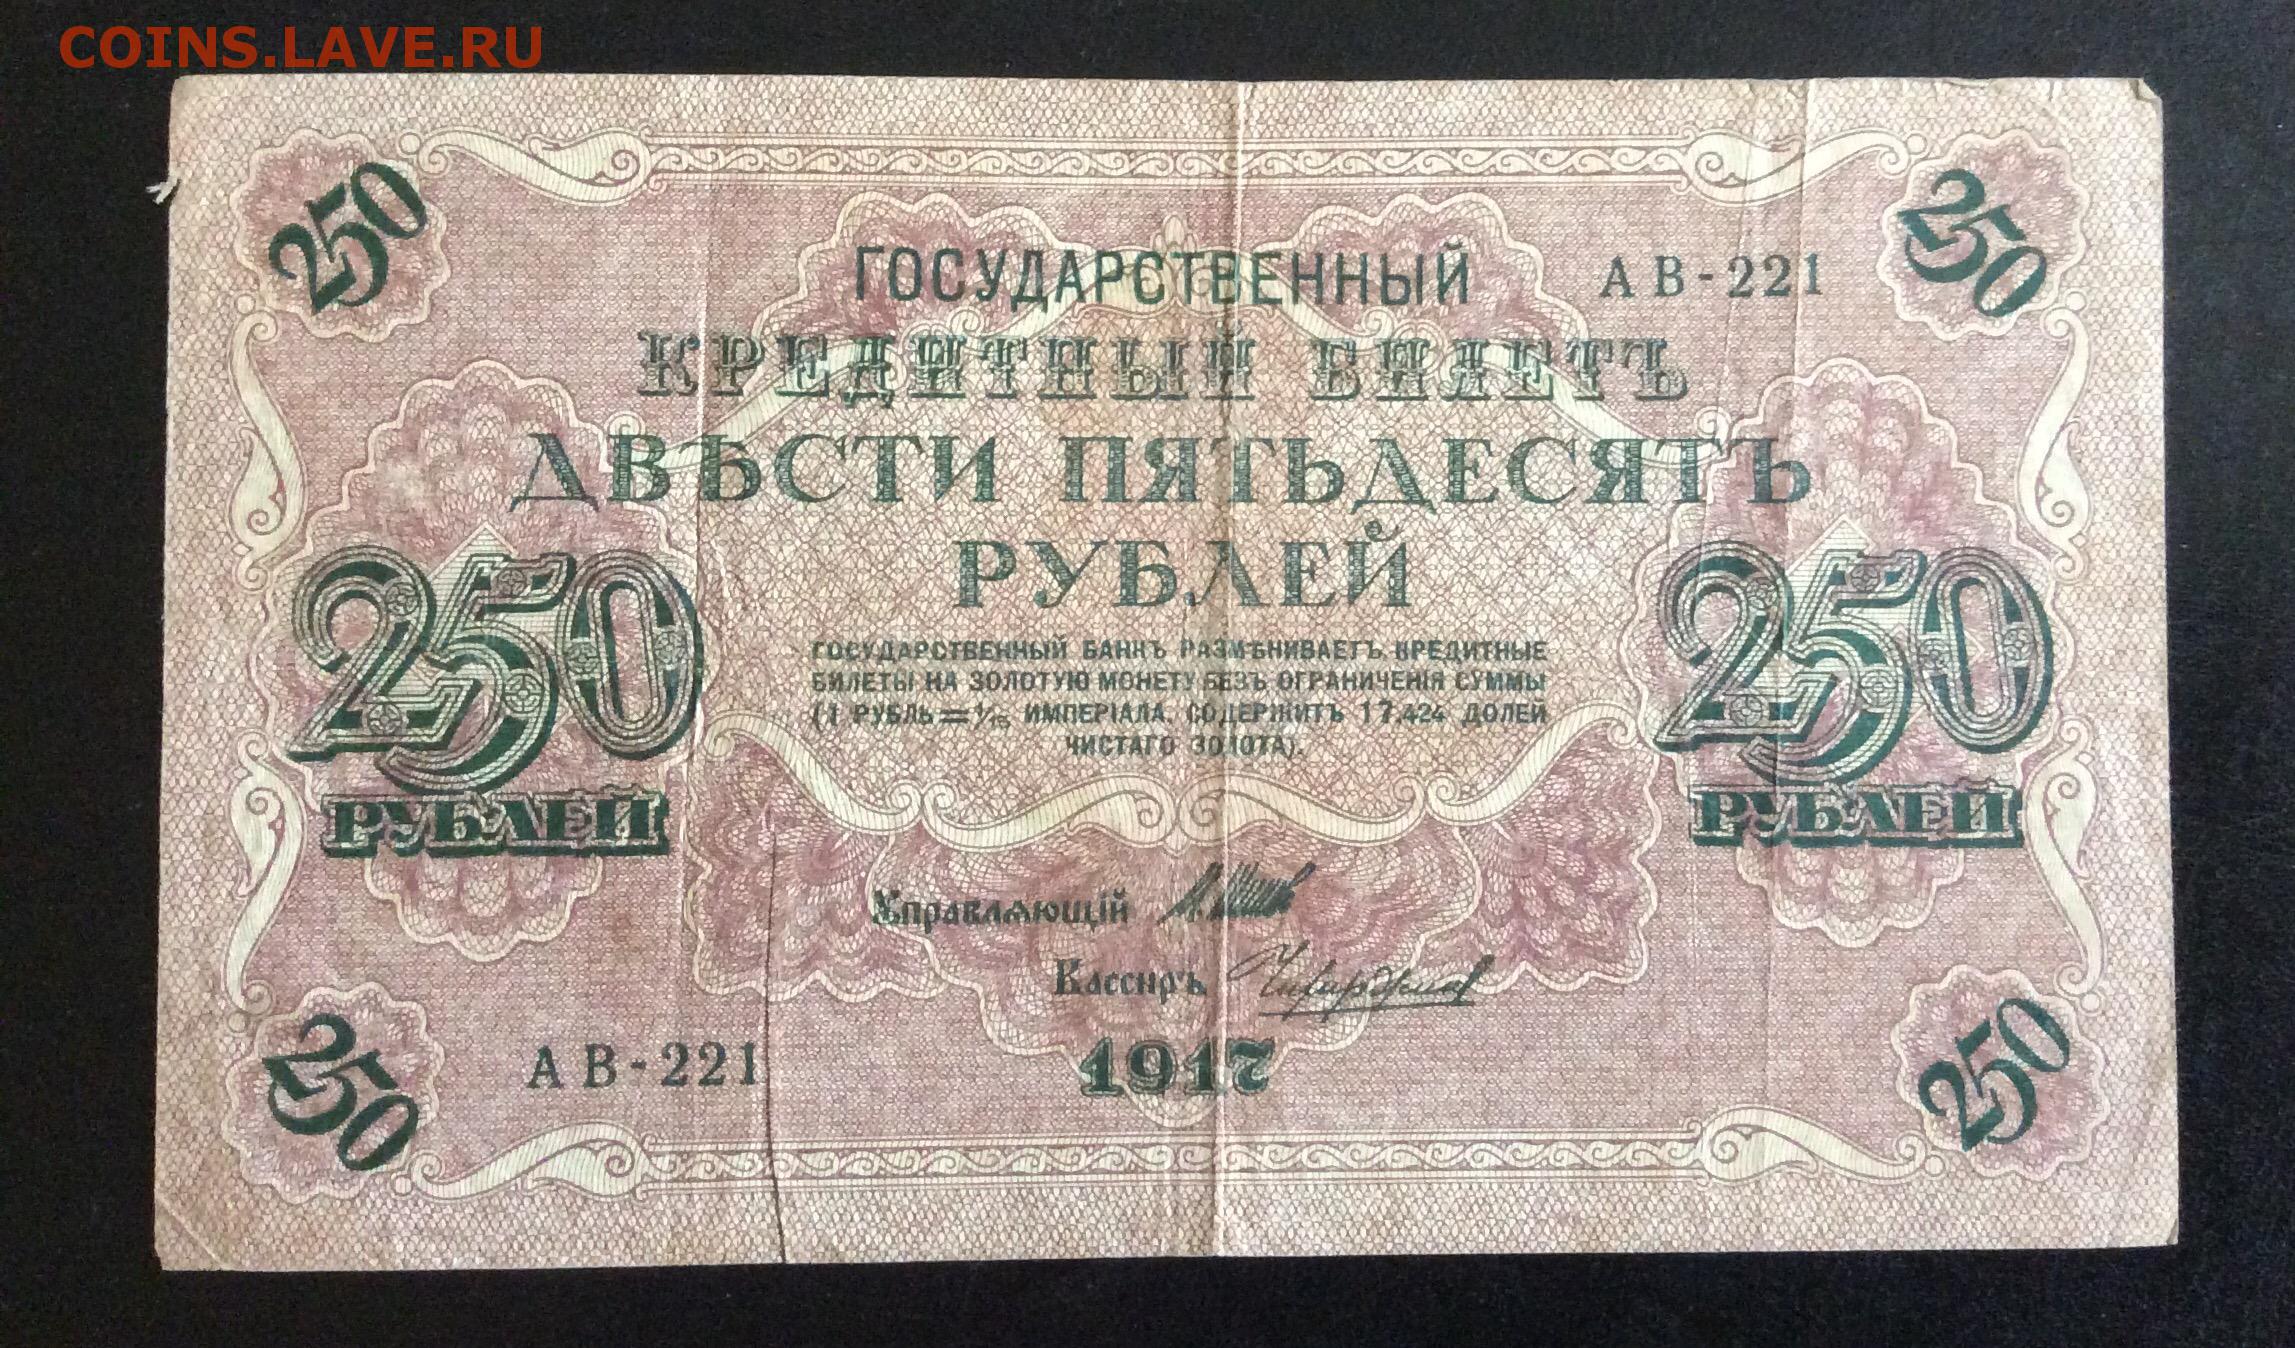 COINS.LAVE.RU
250
250
ГОСУДАРСТВЕННЫЙ
АВ-221
КРЕДИТНЫЙ БИЛЕТЪ
ДВѢСТИ ПЯТЬДЕСЯТЪ
РУБЛЕЙ
250
РУБЛЕЙ
ГОСУДАРСТВЕННЫЙ БАНКЪ РАЗМѢНИВАЕТЪ КРЕДИТНЫЕ
БИЛЕТЫ НА ЗОЛОТУЮ МОНЕТУ БЕЗЪ ОГРАНИЧЕНІЯ СУММЫ
(1 РУБЛЬ = 1/15 ИМПЕРІАЛА, СОДЕРЖИТЪ 17,424 ДОЛЕЙ
ЧИСТАГО ЗОЛОТА).
250
РУБЛЕЙ
Управляющій
Кассиръ
АВ-221
1917
250
250